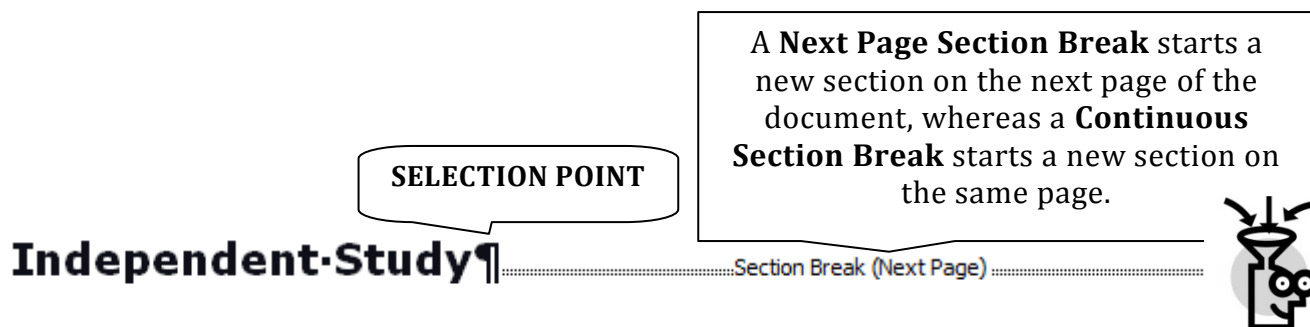 A Next Page Section Break starts a
new section on the next page of the
document, whereas a Continuous
Section Break starts a new section on
the same page.
SELECTION POINT
Independent·Study¶
Section Break (Next Page)